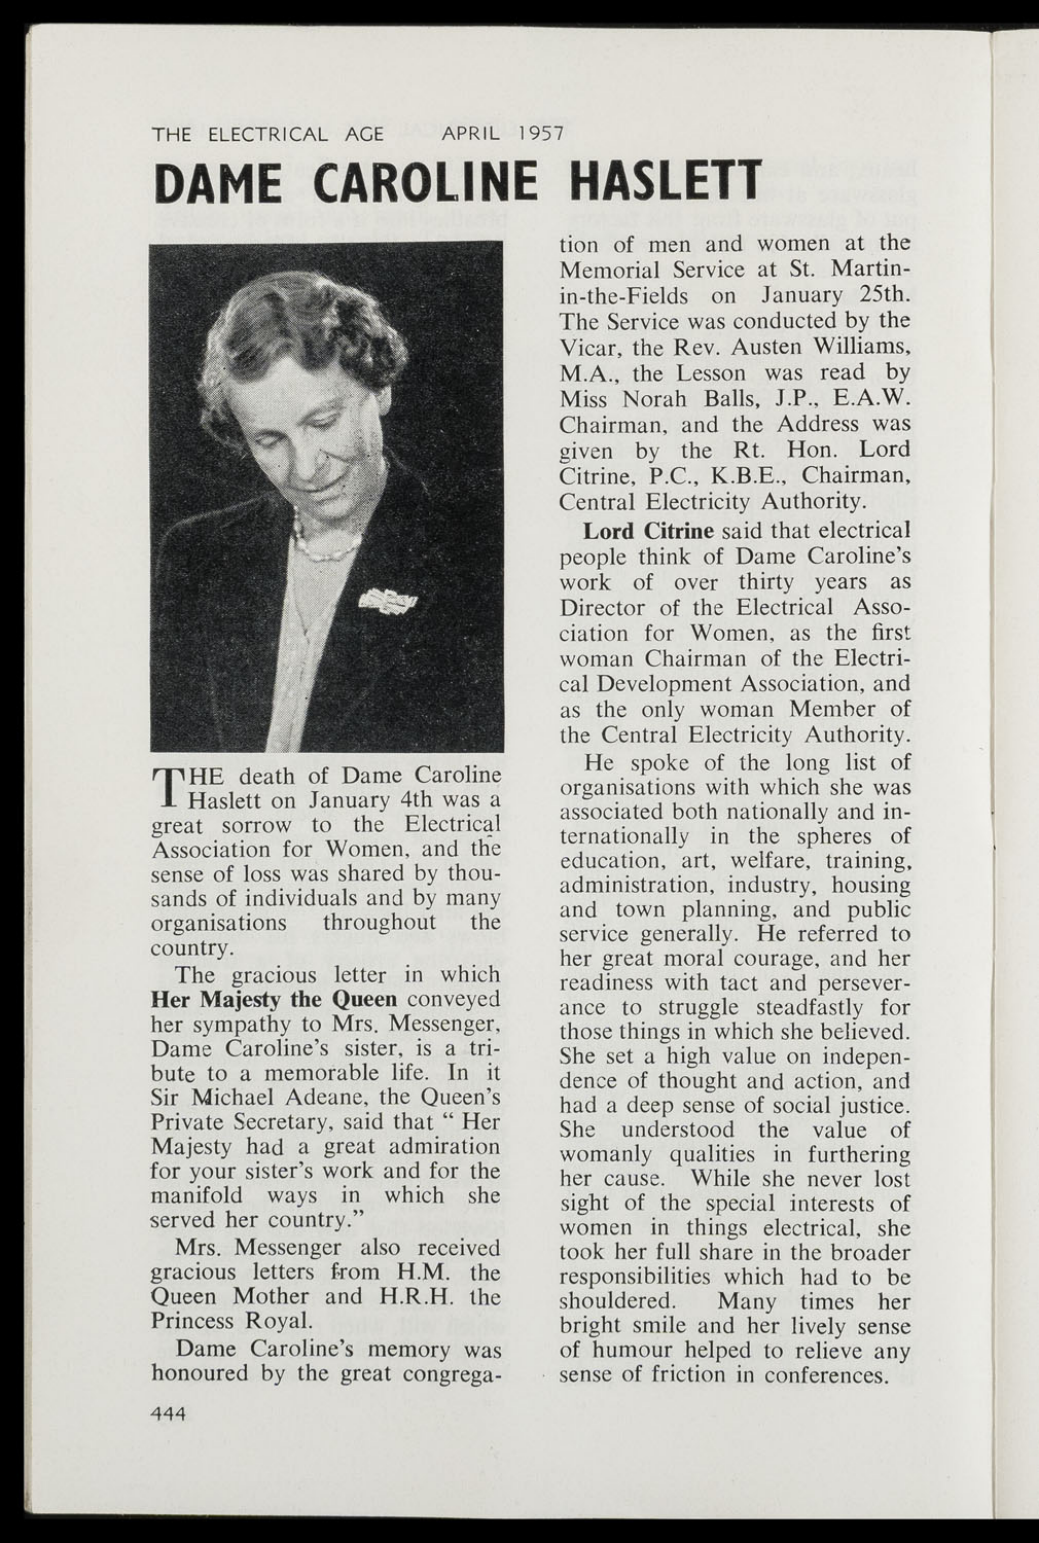 THE ELECTRICAL AGE APRIL 1957
DAME CAROLINE HASLETT
THE death of Dame Caroline
Haslett on January 4th was a
great sorrow to the Electrical
Association for Women, and the
sense of loss was shared by thou-
sands of individuals and by many
organisations throughout the
country.
The gracious letter in which
Her Majesty the Queen conveyed
her sympathy to Mrs. Messenger,
Dame Caroline's sister, is a tri-
bute to a memorable life. In it
Sir Michael Adeane, the Queen's
Private Secretary, said that “ Her
Majesty had a great admiration
for your sister's work and for the
manifold ways in which she
served her country.”
Mrs. Messenger also received
gracious letters from H.M. the
Queen Mother and H.R.H. the
Princess Royal.
Dame Caroline's memory was
honoured by the great congrega-
tion of men and women at the
Memorial Service at St. Martin-
in-the-Fields on January 25th.
The Service was conducted by the
Vicar, the Rev. Austen Williams,
M.A., the Lesson was read by
Miss Norah Balls, J.P., E.A.W.
Chairman, and the Address was
given by the Rt. Hon. Lord
Citrine, P.C., K.B.E., Chairman,
Central Electricity Authority.
Lord Citrine said that electrical
people think of Dame Caroline's
work of over thirty years as
Director of the Electrical Asso-
ciation for Women, as the first
woman Chairman of the Electri-
cal Development Association, and
as the only woman Member of
the Central Electricity Authority.
He spoke of the long list of
organisations with which she was
associated both nationally and in-
ternationally in the spheres of
education, art, welfare, training,
administration, industry, housing
and town planning, and public
service generally. He referred to
her great moral courage, and her
readiness with tact and persever-
ance to struggle steadfastly for
those things in which she believed.
She set a high value on indepen-
dence of thought and action, and
had a deep sense of social justice.
She understood the value of
womanly qualities in furthering
her cause. While she never lost
sight of the special interests of
women in things electrical, she
took her full share in the broader
responsibilities which had to be
shouldered. Many times her
bright smile and her lively sense
of humour helped to relieve any
sense of friction in conferences.
444